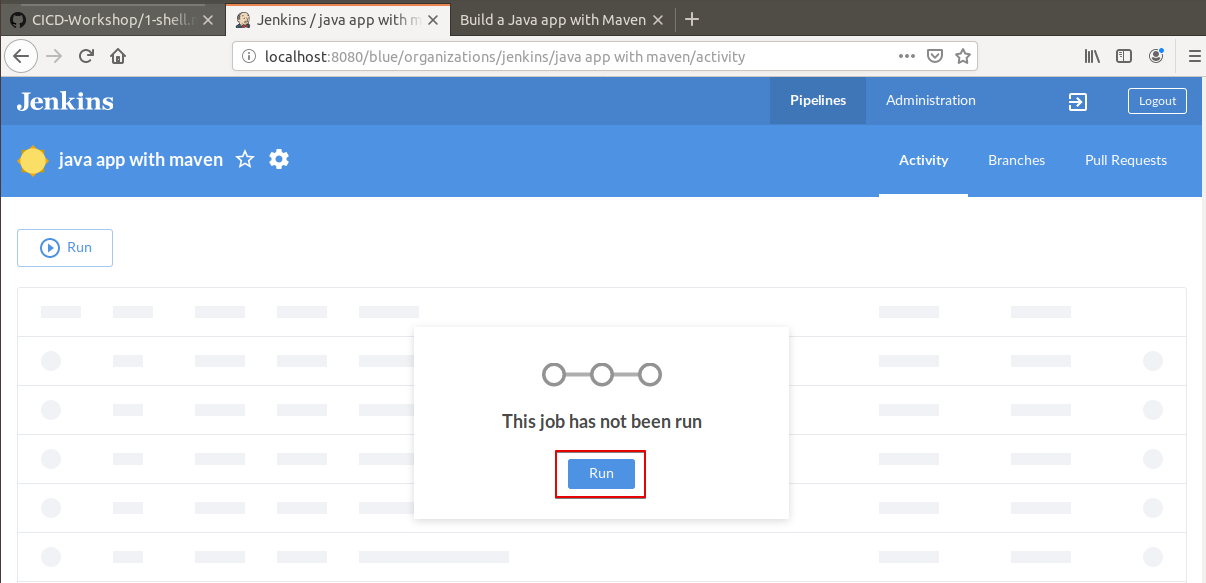 CICD-Workshop/1-shell.
Jenkins / java app with m
Build a Java app with Maven
localhost:8080/blue/organizations/jenkins/java app with maven/activity
Jenkins
Pipelines
Administration
Logout
java app with maven
Activity
Branches
Pull Requests
Run
This job has not been run
Run